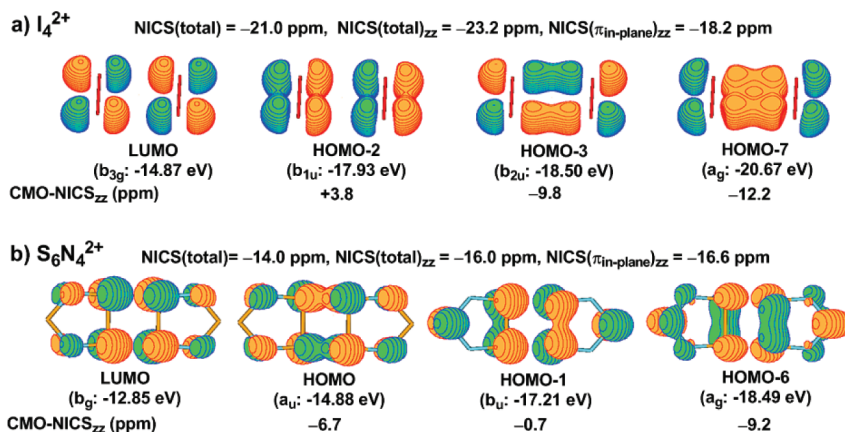 a) I₄²⁺ NICS(total) = −21.0 ppm, NICS(total)zz = −23.2 ppm, NICS(πin-plane)zz = −18.2 ppm
LUMO HOMO-2 HOMO-3 HOMO-7
(b3g: -14.87 eV) (b1u: -17.93 eV) (b2u: -18.50 eV) (ag: -20.67 eV)
CMO-NICSzz (ppm) +3.8 −9.8 −12.2
b) S₆N₄²⁺ NICS(total)= −14.0 ppm, NICS(total)zz = −16.0 ppm, NICS(πin-plane)zz = −16.6 ppm
LUMO HOMO HOMO-1 HOMO-6
(bg: -12.85 eV) (au: -14.88 eV) (bu: -17.21 eV) (ag: -18.49 eV)
CMO-NICSzz (ppm) −6.7 −0.7 −9.2